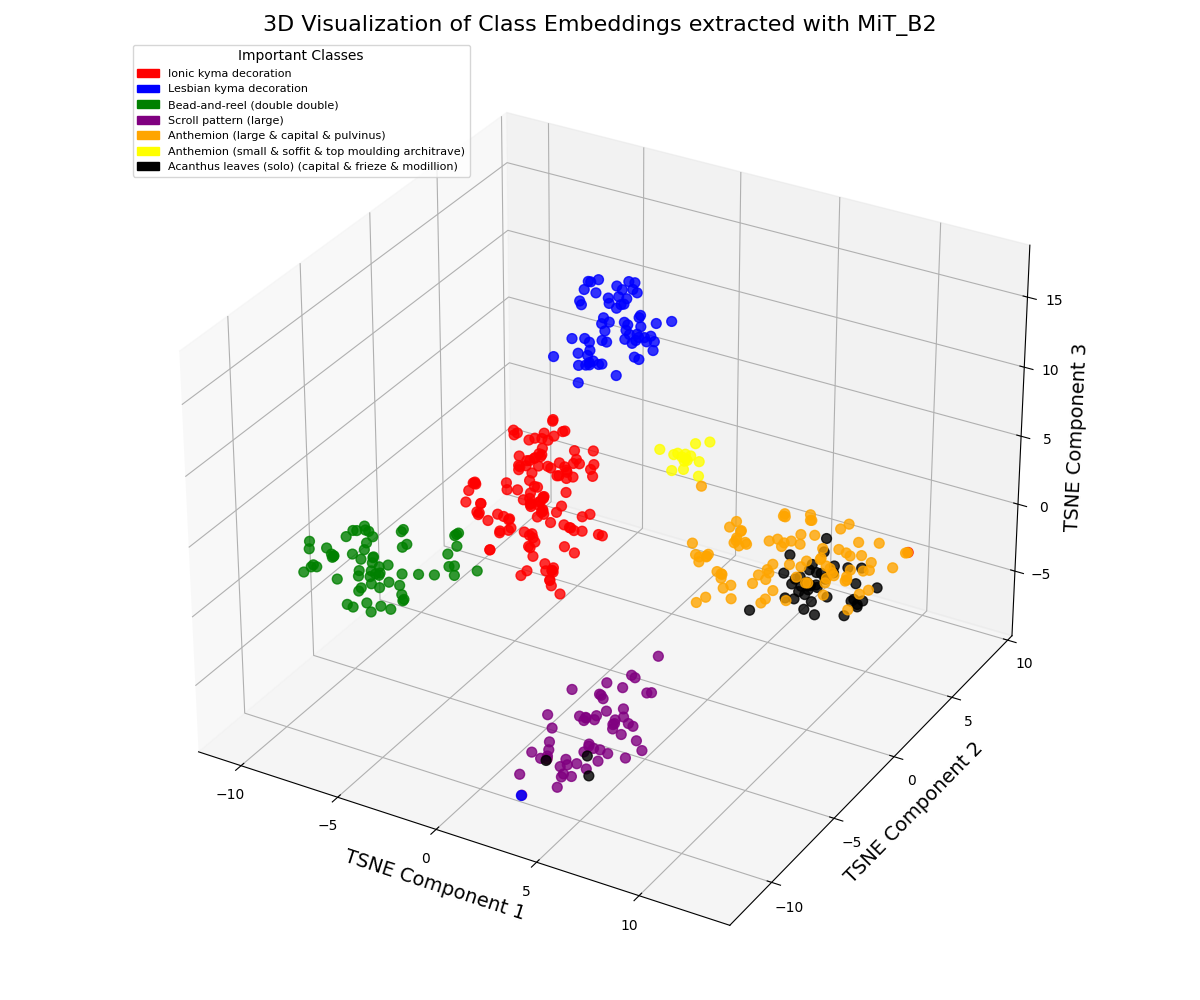 3D Visualization of Class Embeddings extracted with MiT_B2
Important Classes
Ionic kyma decoration
Lesbian kyma decoration
Bead-and-reel (double double)
Scroll pattern (large)
Anthemion (large & capital & pulvinus)
Anthemion (small & soffit & top moulding architrave)
Acanthus leaves (solo) (capital & frieze & modillion)
15
10
5
0
−5
TSNE Component 3
10
5
0
−5
−10
TSNE Component 2
−10
−5
0
5
10
TSNE Component 1